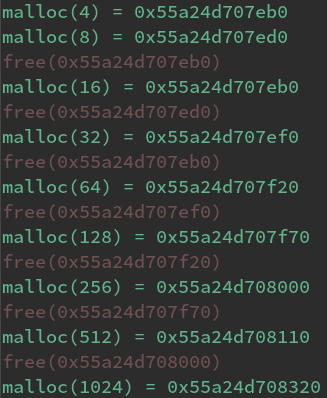 malloc(4) = 0x55a24d707eb0
malloc(8) = 0x55a24d707ed0
free(0x55a24d707eb0)
malloc(16) = 0x55a24d707eb0
free(0x55a24d707ed0)
malloc(32) = 0x55a24d707ef0
free(0x55a24d707eb0)
malloc(64) = 0x55a24d707f20
free(0x55a24d707ef0)
malloc(128) = 0x55a24d707f70
free(0x55a24d707f20)
malloc(256) = 0x55a24d708000
free(0x55a24d707f70)
malloc(512) = 0x55a24d708110
free(0x55a24d708000)
malloc(1024) = 0x55a24d708320